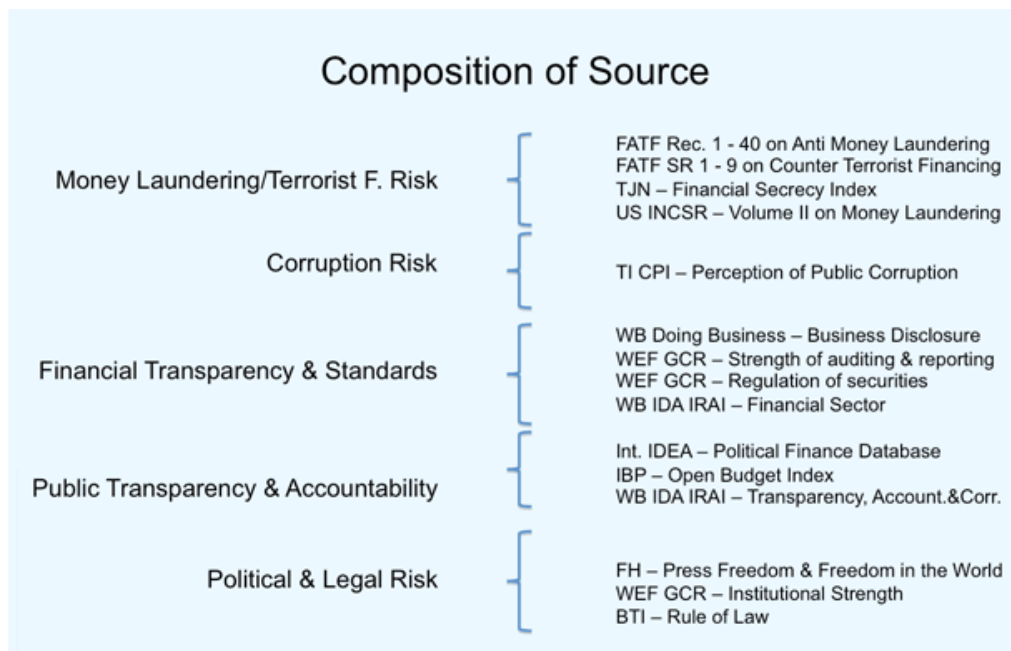 Composition of Source
Money Laundering/Terrorist F. Risk
FATF Rec. 1 - 40 on Anti Money Laundering
FATF SR 1 - 9 on Counter Terrorist Financing
TJN – Financial Secrecy Index
US INCSR – Volume II on Money Laundering
Corruption Risk
TI CPI – Perception of Public Corruption
Financial Transparency & Standards
WB Doing Business – Business Disclosure
WEF GCR – Strength of auditing & reporting
WEF GCR – Regulation of securities
WB IDA IRAI – Financial Sector
Public Transparency & Accountability
Int. IDEA – Political Finance Database
IBP – Open Budget Index
WB IDA IRAI – Transparency, Account.&Corr.
Political & Legal Risk
FH – Press Freedom & Freedom in the World
WEF GCR – Institutional Strength
BTI – Rule of Law